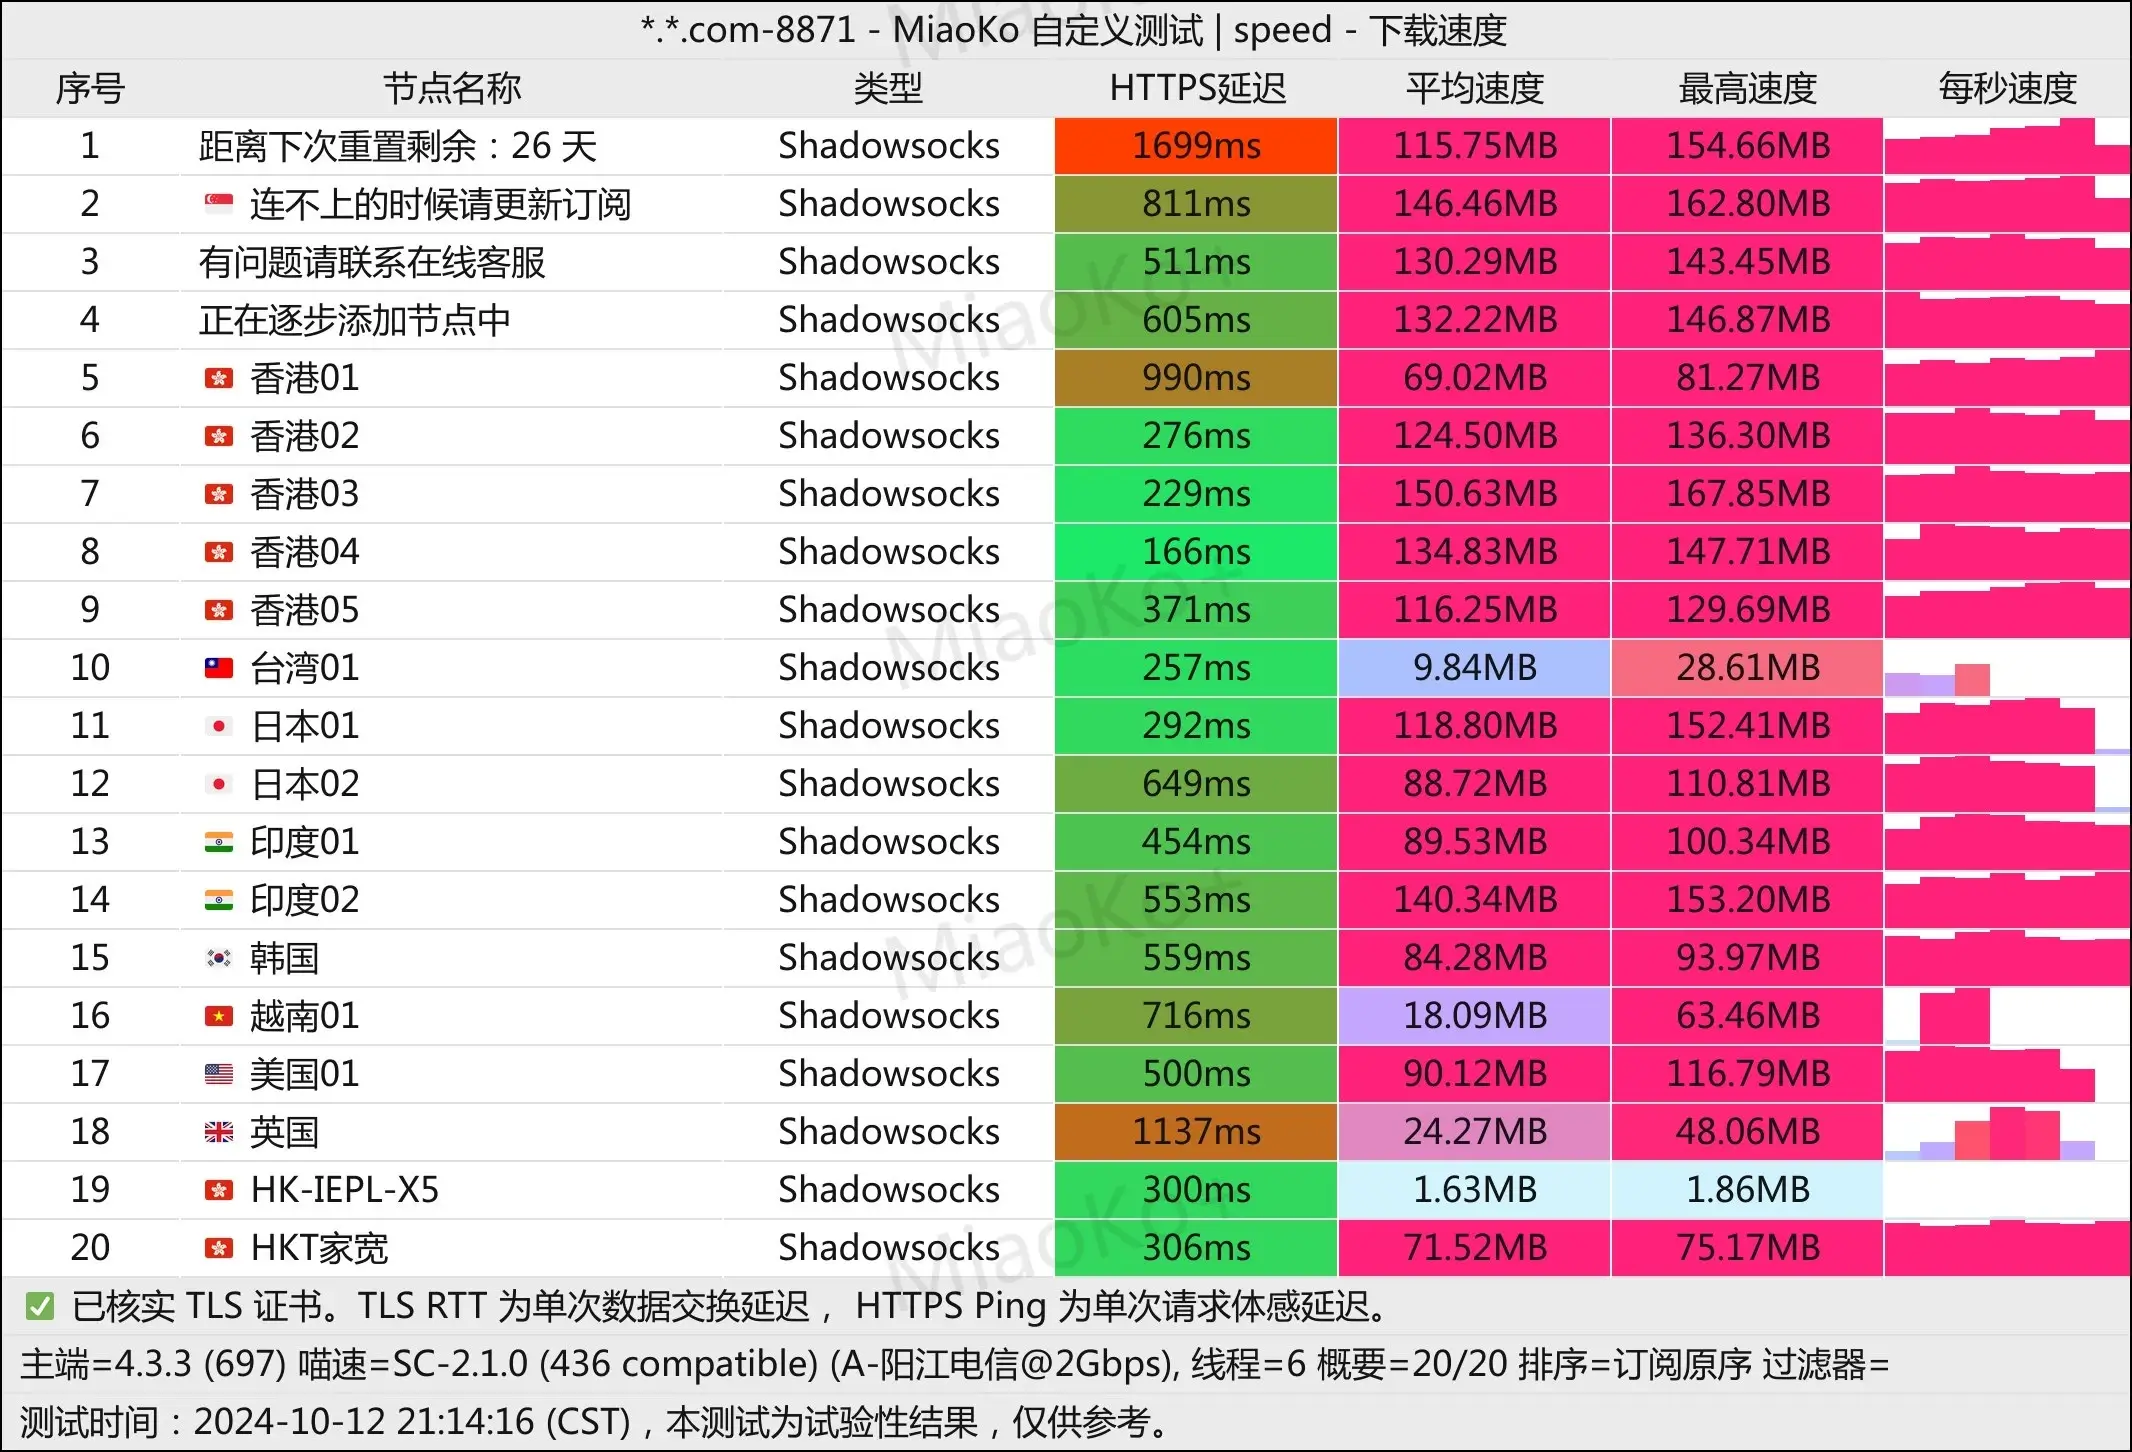 *.*.com-8871 - MiaoKo 自定义测试 | speed - 下载速度
序号 节点名称 类型 HTTPS延迟 平均速度 最高速度 每秒速度
1 距离下次重置剩余：26 天 Shadowsocks 1699ms 115.75MB 154.66MB
2 连不上的时候请更新订阅 Shadowsocks 811ms 146.46MB 162.80MB
3 有问题请联系在线客服 Shadowsocks 511ms 130.29MB 143.45MB
4 正在逐步添加节点中 Shadowsocks 605ms 132.22MB 146.87MB
5 香港01 Shadowsocks 990ms 69.02MB 81.27MB
6 香港02 Shadowsocks 276ms 124.50MB 136.30MB
7 香港03 Shadowsocks 229ms 150.63MB 167.85MB
8 香港04 Shadowsocks 166ms 134.83MB 147.71MB
9 香港05 Shadowsocks 371ms 116.25MB 129.69MB
10 台湾01 Shadowsocks 257ms 9.84MB 28.61MB
11 日本01 Shadowsocks 292ms 118.80MB 152.41MB
12 日本02 Shadowsocks 649ms 88.72MB 110.81MB
13 印度01 Shadowsocks 454ms 89.53MB 100.34MB
14 印度02 Shadowsocks 553ms 140.34MB 153.20MB
15 韩国 Shadowsocks 559ms 84.28MB 93.97MB
16 越南01 Shadowsocks 716ms 18.09MB 63.46MB
17 美国01 Shadowsocks 500ms 90.12MB 116.79MB
18 英国 Shadowsocks 1137ms 24.27MB 48.06MB
19 HK-IEPL-X5 Shadowsocks 300ms 1.63MB 1.86MB
20 HKT家宽 Shadowsocks 306ms 71.52MB 75.17MB
✅ 已核实 TLS 证书。TLS RTT 为单次数据交换延迟， HTTPS Ping 为单次请求体感延迟。
主端=4.3.3 (697) 喵速=SC-2.1.0 (436 compatible) (A-阳江电信@2Gbps), 线程=6 概要=20/20 排序=订阅原序 过滤器=
测试时间：2024-10-12 21:14:16 (CST)，本测试为试验性结果，仅供参考。
MiaoKo+
MiaoKo+
MiaoKo+
MiaoKo+